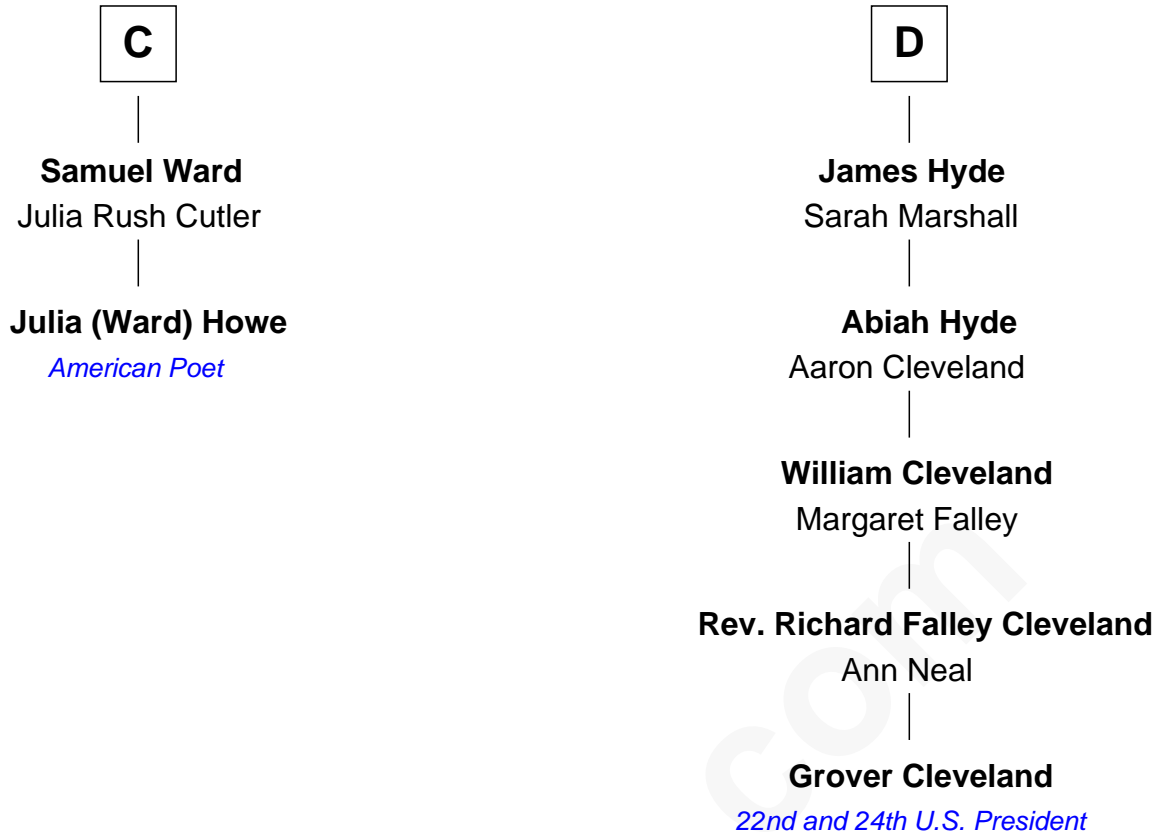 C
Samuel Ward
Julia Rush Cutler
Julia (Ward) Howe
American Poet
D
James Hyde
Sarah Marshall
Abiah Hyde
Aaron Cleveland
William Cleveland
Margaret Falley
Rev. Richard Falley Cleveland
Ann Neal
Grover Cleveland
22nd and 24th U.S. President
com